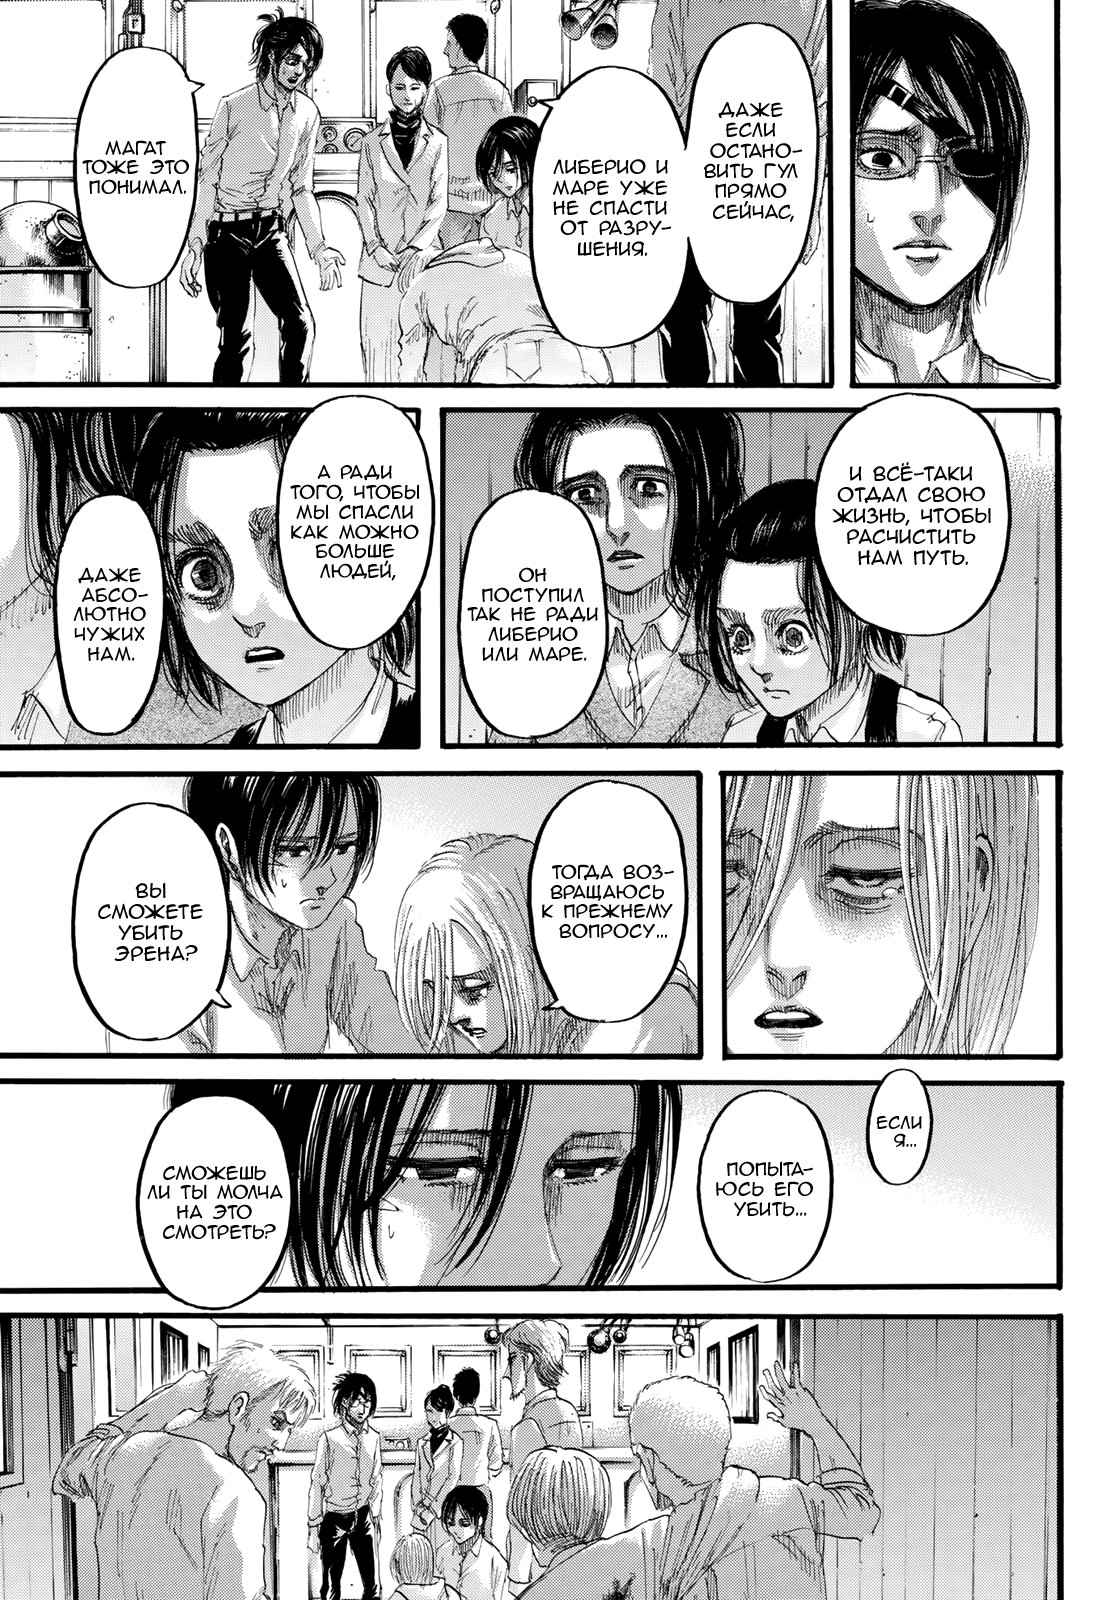 ДАЖЕ
ЕСЛИ
ОСТАНО-
ВИТЬ ГУЛ
ПРЯМО
СЕЙЧАС,
ЛИБЕРИО И
МАРЕ УЖЕ
НЕ СПАСТИ
ОТ РАЗРУ-
ШЕНИЯ.
МАГАТ
ТОЖЕ ЭТО
ПОНИМАЛ.
И ВСЁ-ТАКИ
ОТДАЛ СВОЮ
ЖИЗНЬ, ЧТОБЫ
РАСЧИСТИТЬ
НАМ ПУТЬ.
ОН
ПОСТУПИЛ
ТАК НЕ РАДИ
ЛИБЕРИО
ИЛИ МАРЕ.
А РАДИ
ТОГО, ЧТОБЫ
МЫ СПАСЛИ
КАК МОЖНО
БОЛЬШЕ
ЛЮДЕЙ,
ДАЖЕ
АБСО-
ЛЮТНО
ЧУЖИХ
НАМ.
ТОГДА ВОЗ-
ВРАЩАЮСЬ
К ПРЕЖНЕМУ
ВОПРОСУ...
ВЫ
СМОЖЕТЕ
УБИТЬ
ЭРЕНА?
ЕСЛИ
Я...
ПОПЫТА-
ЮСЬ ЕГО
УБИТЬ...
СМОЖЕШЬ
ЛИ ТЫ МОЛЧА
НА ЭТО
СМОТРЕТЬ?